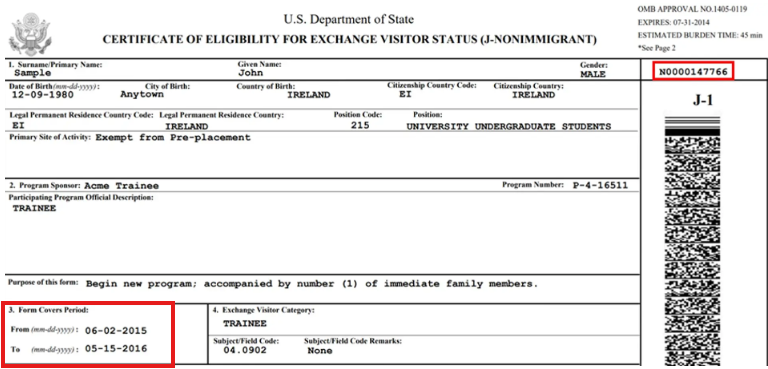 U.S. Department of State
CERTIFICATE OF ELIGIBILITY FOR EXCHANGE VISITOR STATUS (J-NONIMMIGRANT)
OMB APPROVAL NO.1405-0119
EXPIRES: 07-31-2014
ESTIMATED BURDEN TIME: 45 min
*See Page 2
1. Surname/Primary Name: Given Name: Gender:
Sample John MALE
N0000147766
J-1
Date of Birth(mm-dd-yyyy): City of Birth: Country of Birth: Citizenship Country Code: Citizenship Country:
12-09-1980 Anytown IRELAND EI IRELAND
Legal Permanent Residence Country Code: Legal Permanent Residence Country: Position Code: Position:
EI IRELAND 215 UNIVERSITY UNDERGRADUATE STUDENTS
Primary Site of Activity: Exempt from Pre-placement
2. Program Sponsor: Acme Trainee Program Number: P-4-16511
Participating Program Official Description:
TRAINEE
Purpose of this form: Begin new program; accompanied by number (1) of immediate family members.
3. Form Covers Period:
From (mm-dd-yyyy) : 06-02-2015
To (mm-dd-yyyy) : 05-15-2016
4. Exchange Visitor Category:
TRAINEE
Subject/Field Code: Subject/Field Code Remarks:
04.0902 None